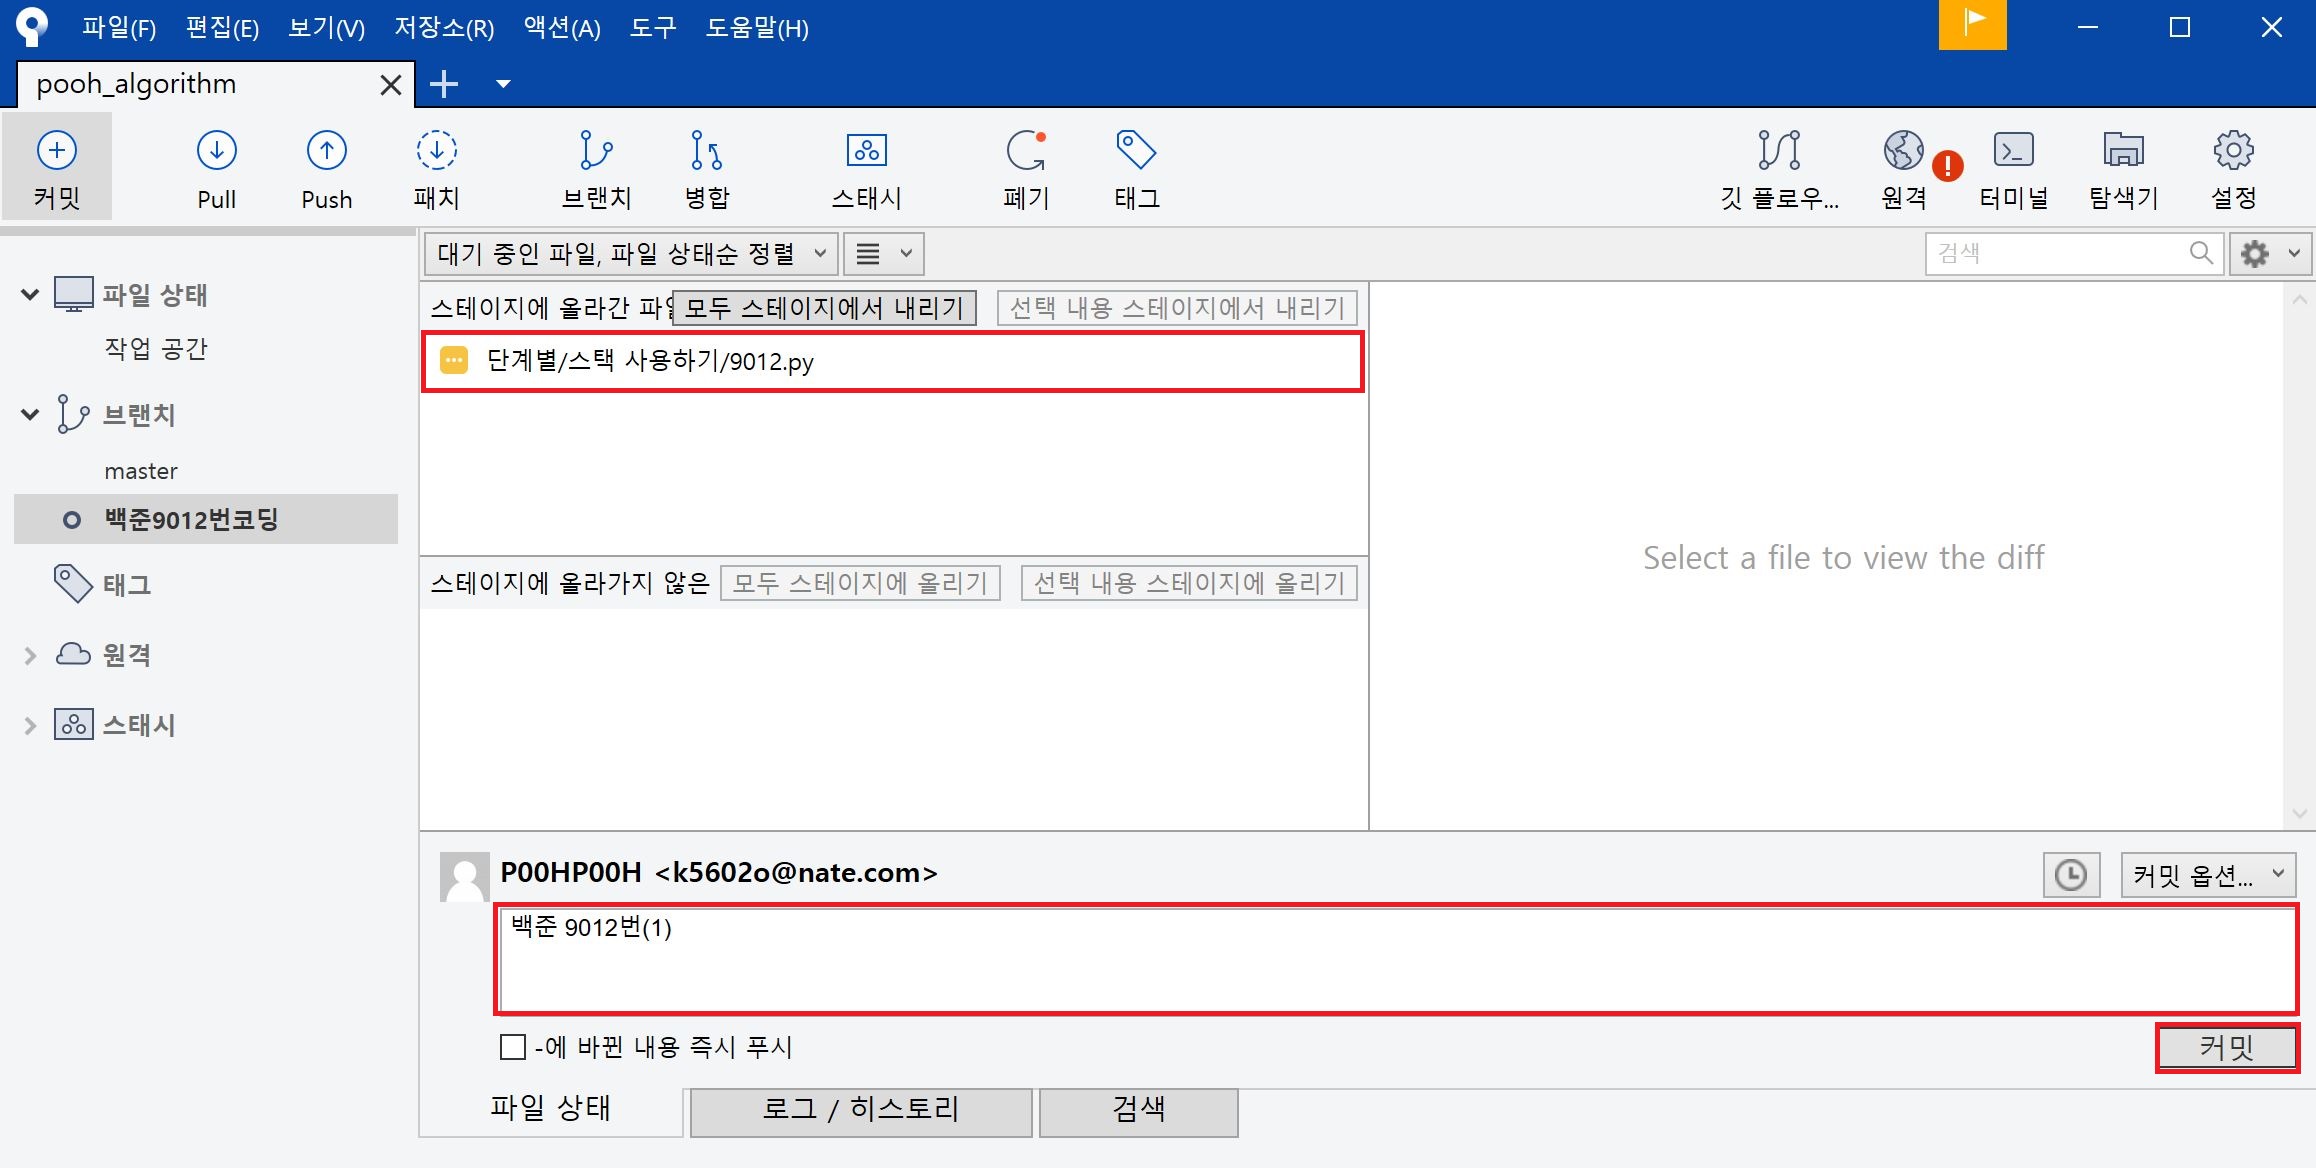 파일(F) 편집(E) 보기(V) 저장소(R) 액션(A) 도구 도움말(H)
pooh_algorithm
커밋 Pull Push 패치 브랜치 병합 스태시 폐기 태그 깃 플로우... 원격 터미널 탐색기 설정
대기 중인 파일, 파일 상태순 정렬 검색
파일 상태
작업 공간
브랜치
master
백준9012번코딩
태그
원격
스태시
스테이지에 올라간 모두 스테이지에서 내리기 선택 내용 스테이지에서 내리기
단계별/스택 사용하기/9012.py
스테이지에 올라가지 않은 모두 스테이지에 올리기 선택 내용 스테이지에 올리기
Select a file to view the diff
P00HP00H <k5602o@nate.com> 커밋 옵션...
백준 9012번(1)
-에 바뀐 내용 즉시 푸시 커밋
파일 상태 로그 / 히스토리 검색